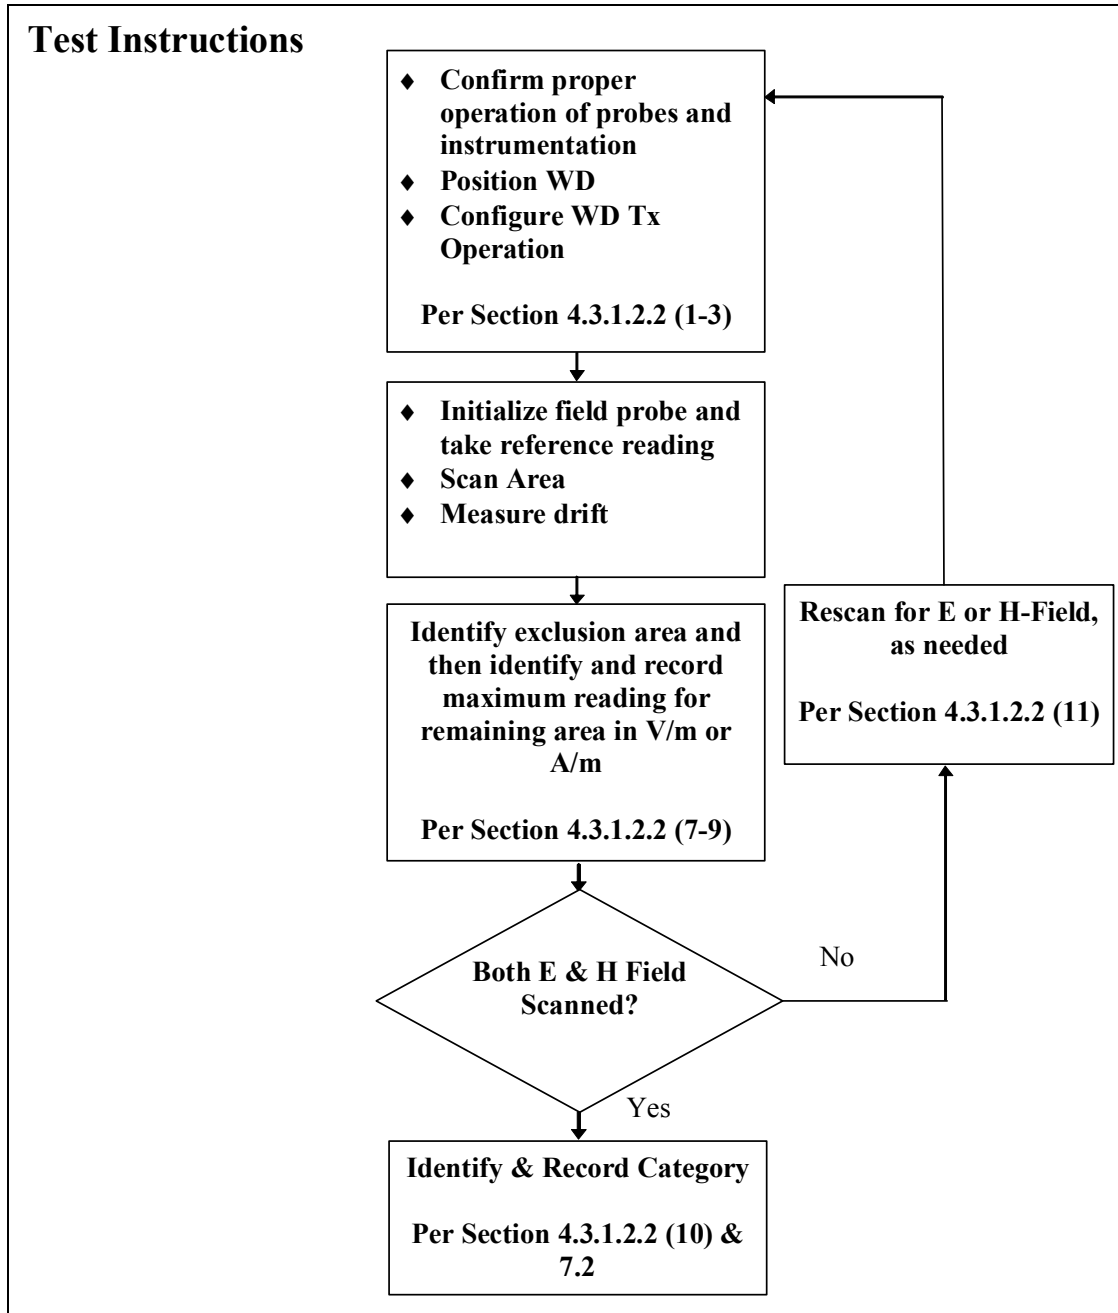 Test Instructions
♦ Confirm proper
operation of probes and
instrumentation
♦ Position WD
♦ Configure WD Tx
Operation
Per Section 4.3.1.2.2 (1-3)
♦ Initialize field probe and
take reference reading
♦ Scan Area
♦ Measure drift
Identify exclusion area and
then identify and record
maximum reading for
remaining area in V/m or
A/m
Per Section 4.3.1.2.2 (7-9)
Rescan for E or H-Field,
as needed
Per Section 4.3.1.2.2 (11)
Both E & H Field
Scanned?
No
Yes
Identify & Record Category
Per Section 4.3.1.2.2 (10) &
7.2